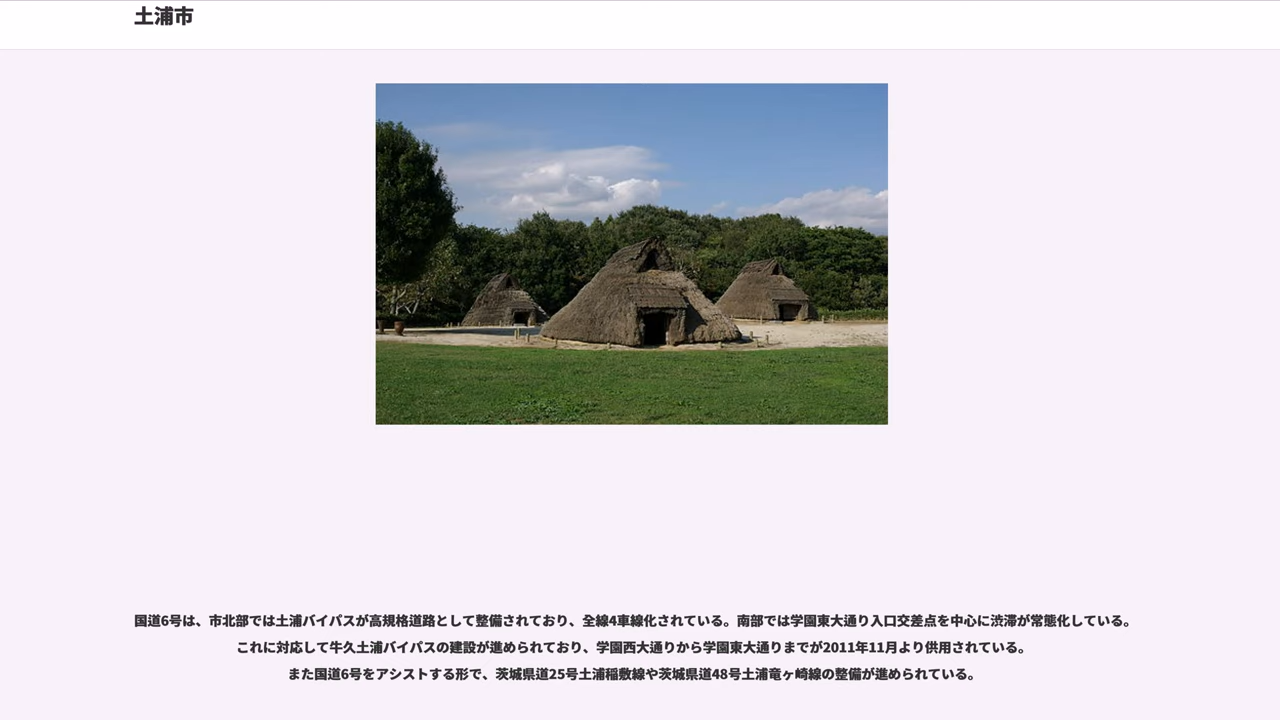 土浦市
国道6号は、市北部では土浦バイパスが高規格道路として整備されており、全線4車線化されている。南部では学園東大通り入口交差点を中心に渋滞が常態化している。
これに対応して牛久土浦バイパスの建設が進められており、学園西大通りから学園東大通りまでが2011年11月より供用されている。
また国道6号をアシストする形で、茨城県道25号土浦稲敷線や茨城県道48号土浦竜ヶ崎線の整備が進められている。